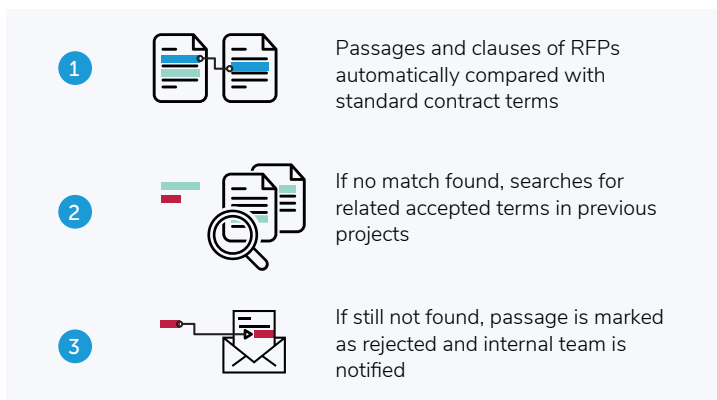 1
Passages and clauses of RFPs
automatically compared with
standard contract terms
2
If no match found, searches for
related accepted terms in previous
projects
3
If still not found, passage is marked
as rejected and internal team is
notified